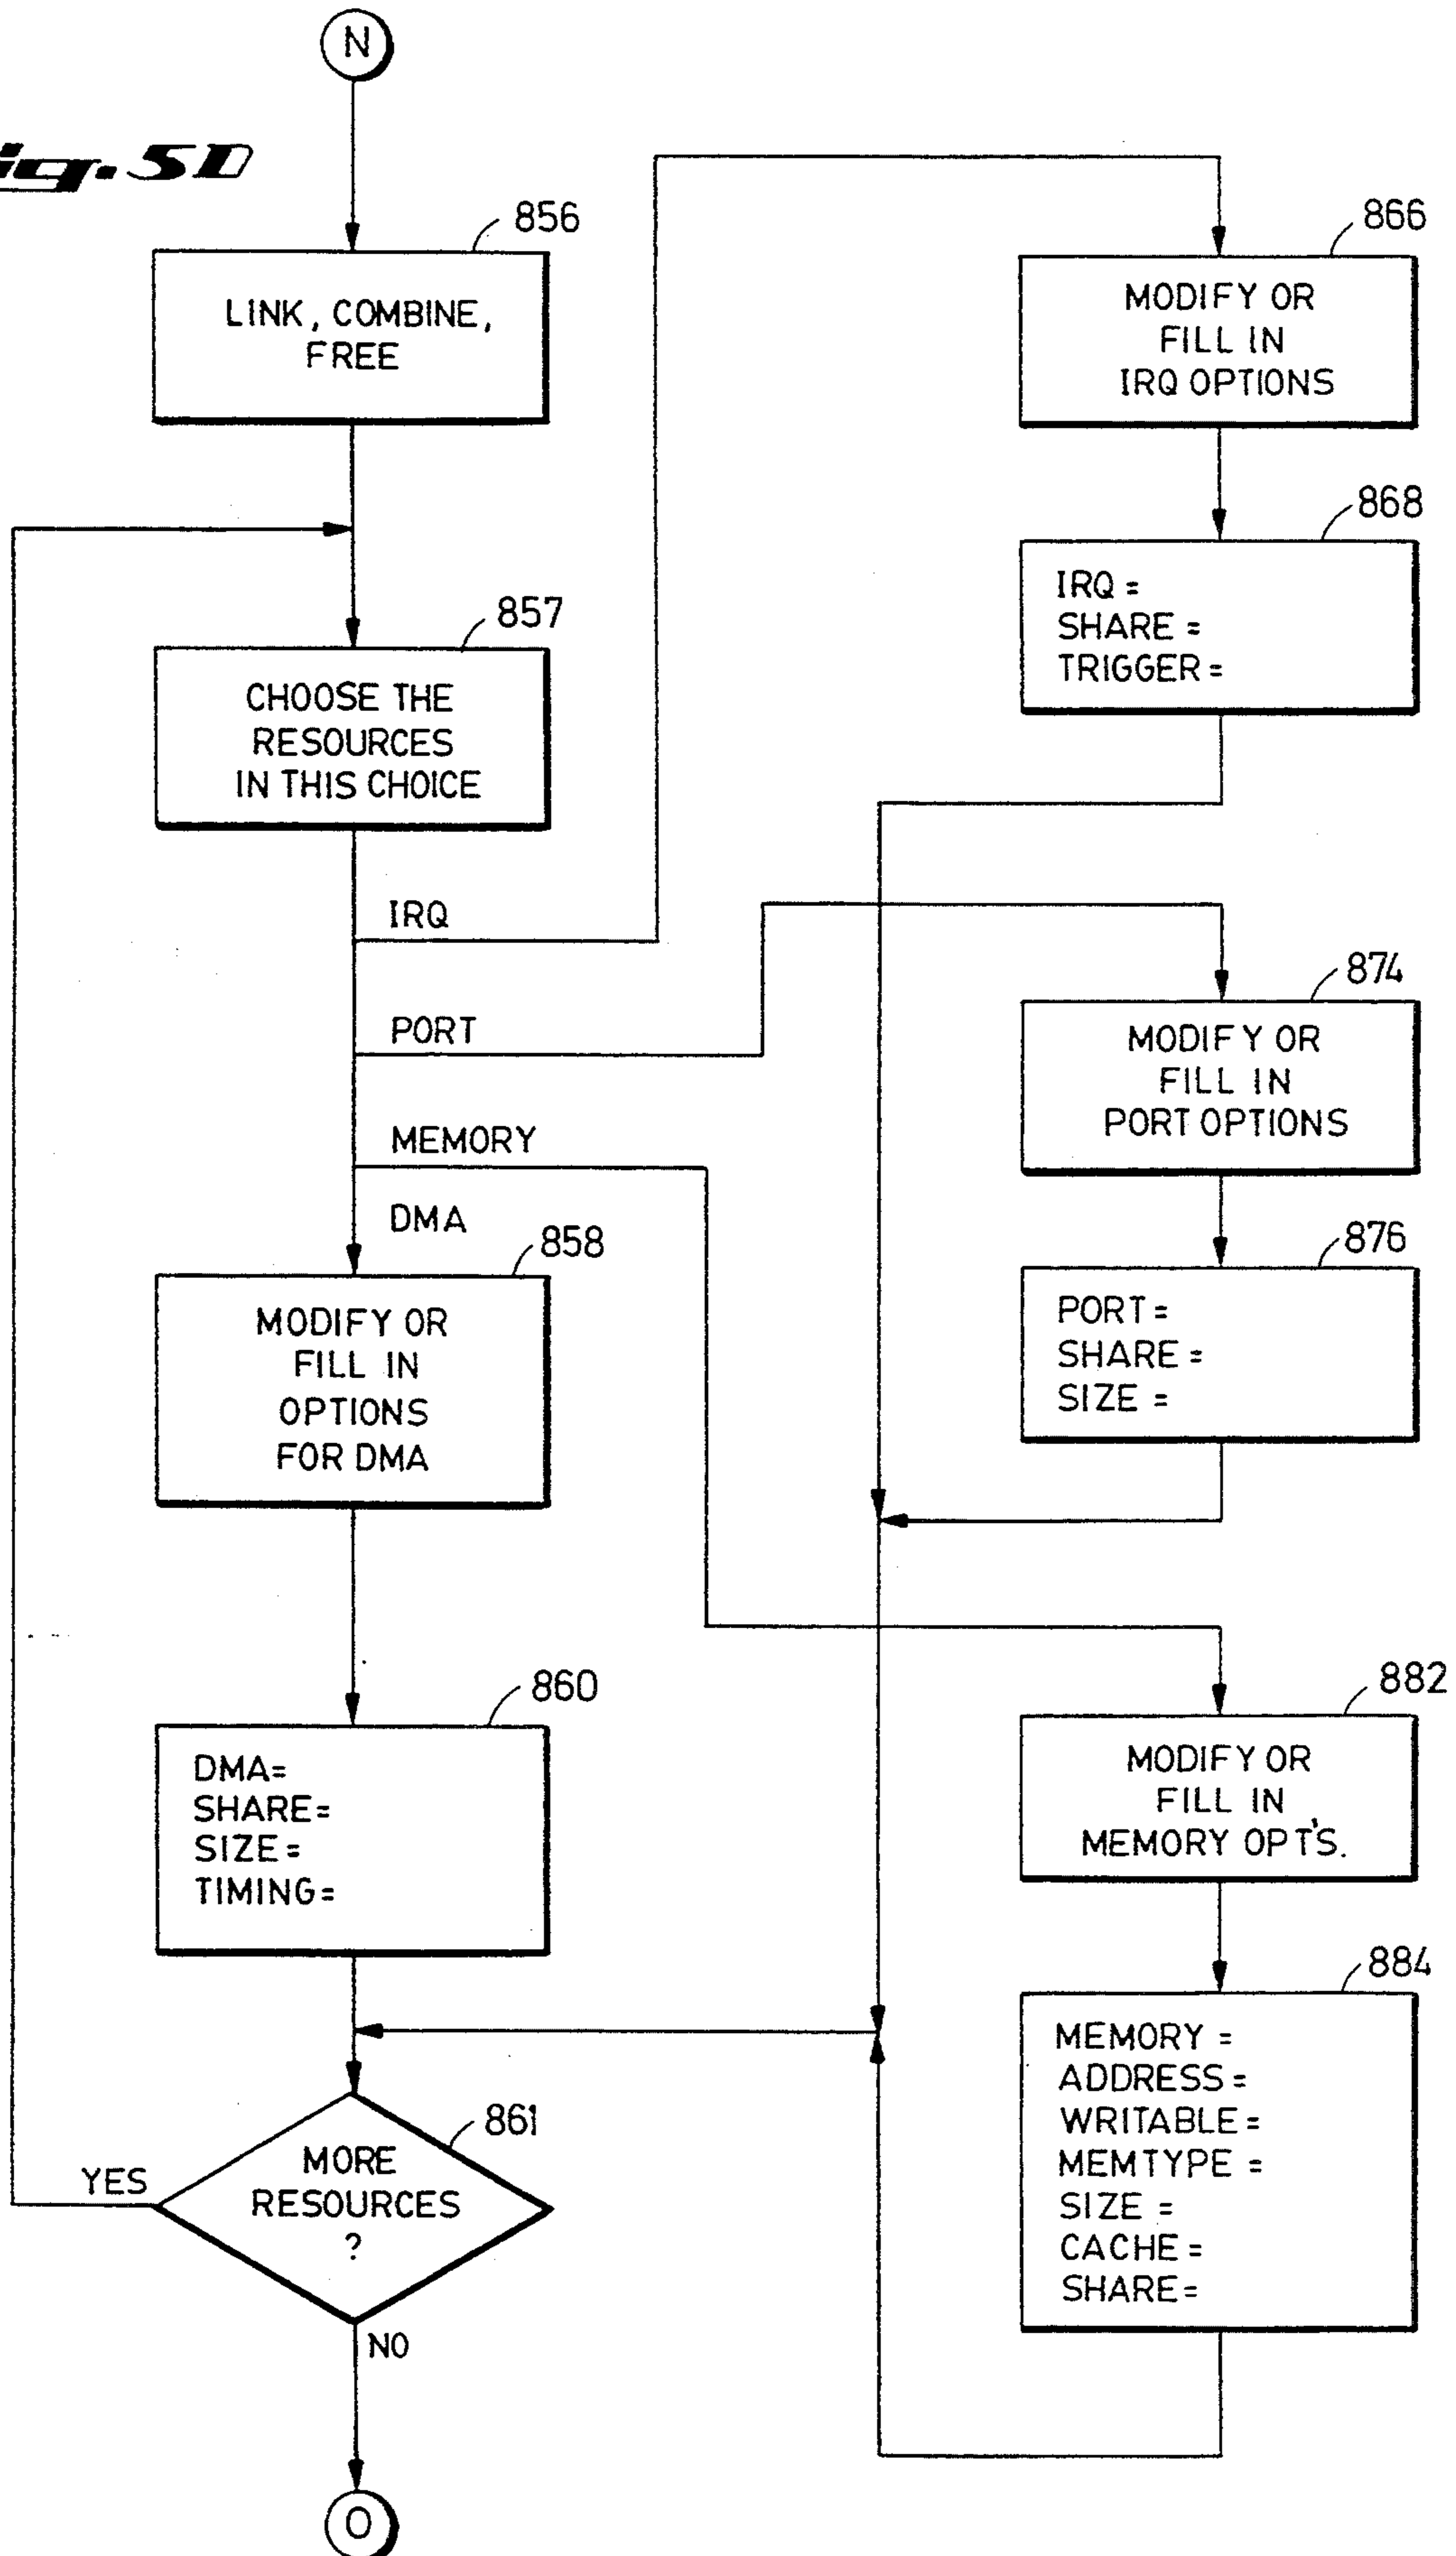 N
ig. 5D
856
LINK, COMBINE,
FREE
857
CHOOSE THE
RESOURCES
IN THIS CHOICE
IRQ
PORT
MEMORY
DMA
858
MODIFY OR
FILL IN
OPTIONS
FOR DMA
860
DMA=
SHARE=
SIZE=
TIMING=
861
MORE
RESOURCES
?
YES
NO
O
866
MODIFY OR
FILL IN
IRQ OPTIONS
868
IRQ =
SHARE =
TRIGGER =
874
MODIFY OR
FILL IN
PORT OPTIONS
876
PORT =
SHARE =
SIZE =
882
MODIFY OR
FILL IN
MEMORY OPT'S.
884
MEMORY =
ADDRESS =
WRITABLE =
MEMTYPE =
SIZE =
CACHE =
SHARE=